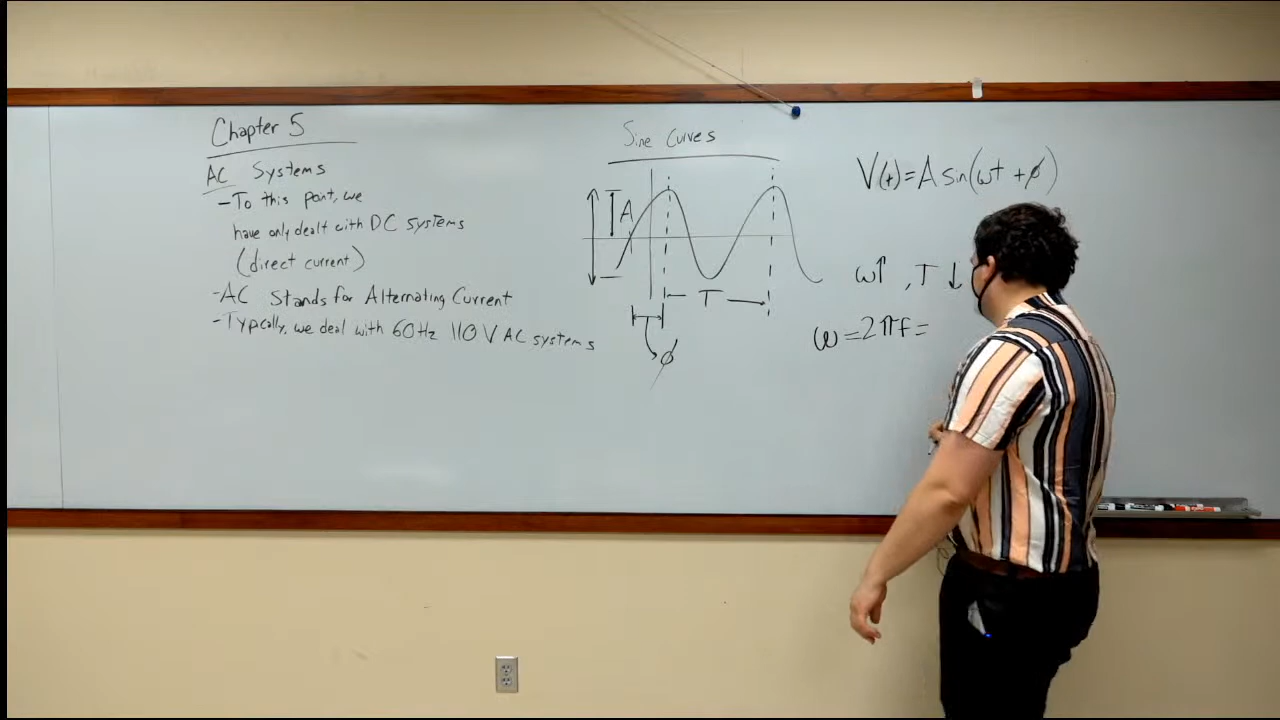 Chapter 5
AC Systems
- To this point, we
have only dealt with DC systems
(direct current)
- AC Stands for Alternating Current
- Typically, we deal with 60Hz 110V AC systems
Sine Curves
A
T
ϕ
V(t)=A sin(ωt +ϕ)
ω↑, T↓
ω=2πf=